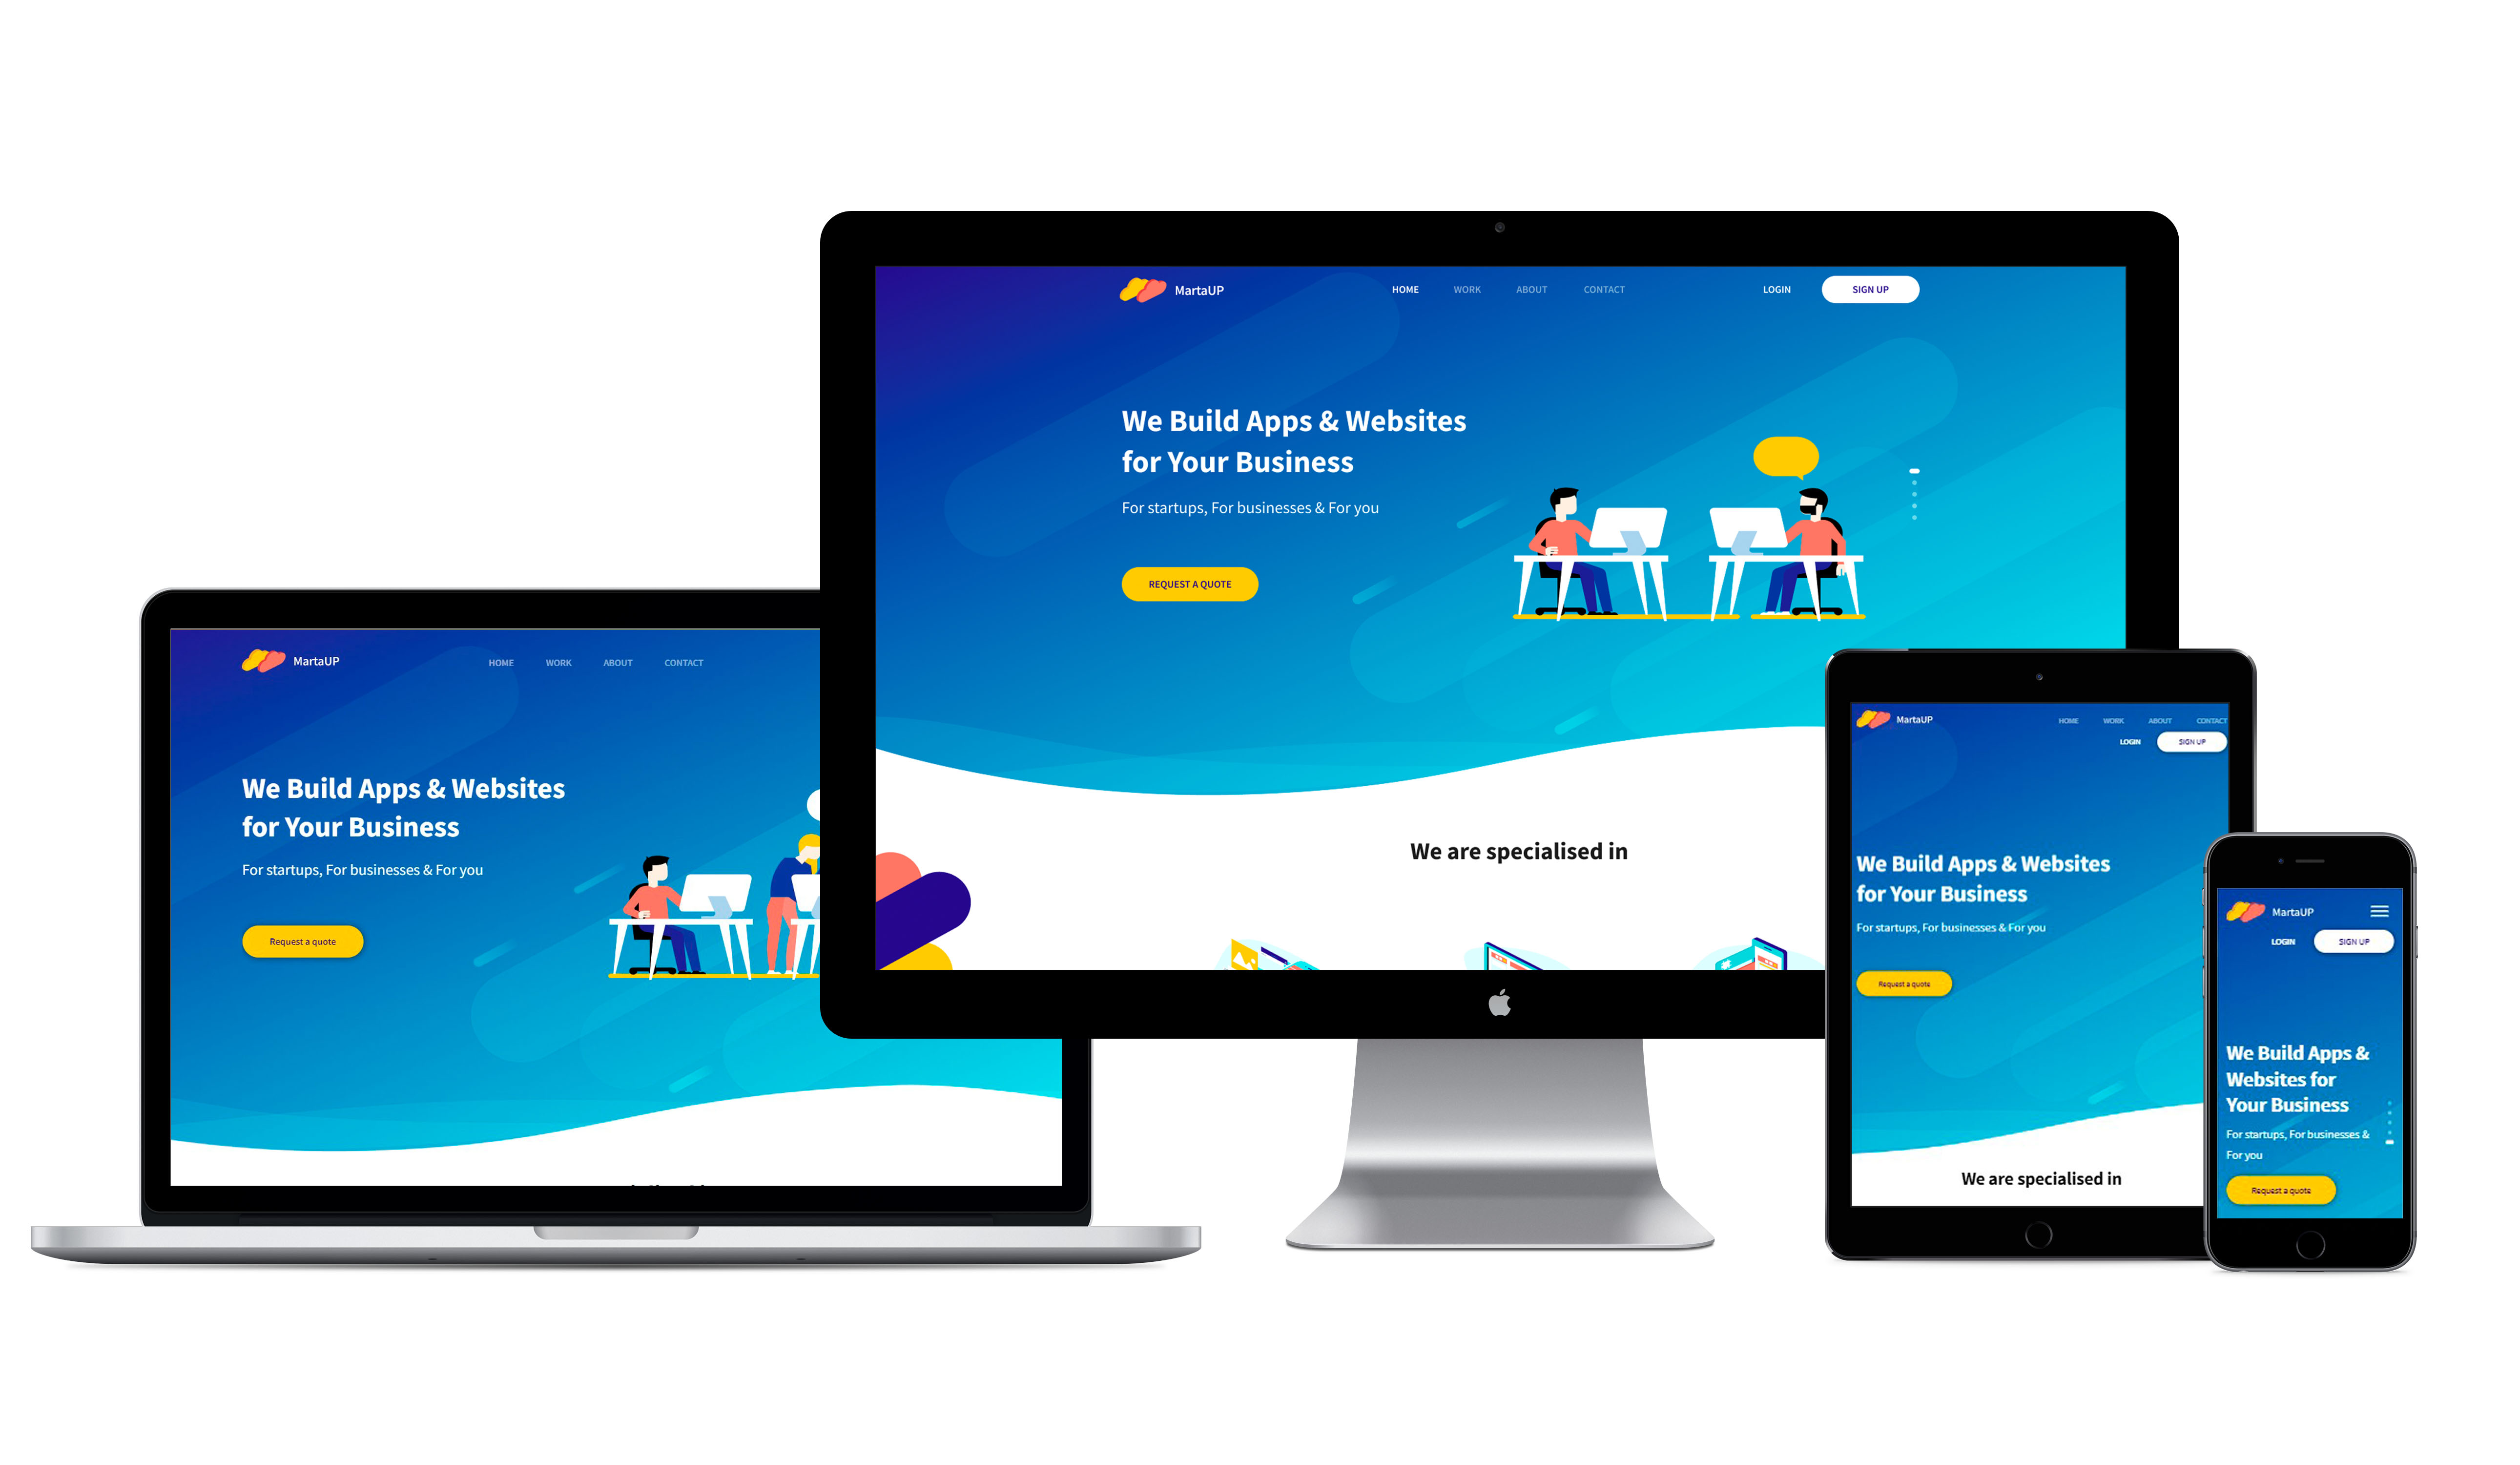 MartaUP
HOME WORK ABOUT CONTACT
LOGIN SIGN UP
We Build Apps & Websites
for Your Business
For startups, For businesses & For you
REQUEST A QUOTE
We are specialised in
MartaUP
HOME WORK ABOUT CONTACT
We Build Apps & Websites
for Your Business
For startups, For businesses & For you
Request a quote
MartaUP
HOME WORK ABOUT CONTACT
LOGIN SIGN UP
We Build Apps & Websites
for Your Business
For startups, For businesses & For you
Request a quote
We are specialised in
MartaUP
LOGIN SIGN UP
We Build Apps &
Websites for
Your Business
For startups, For businesses &
For you
Request a quote